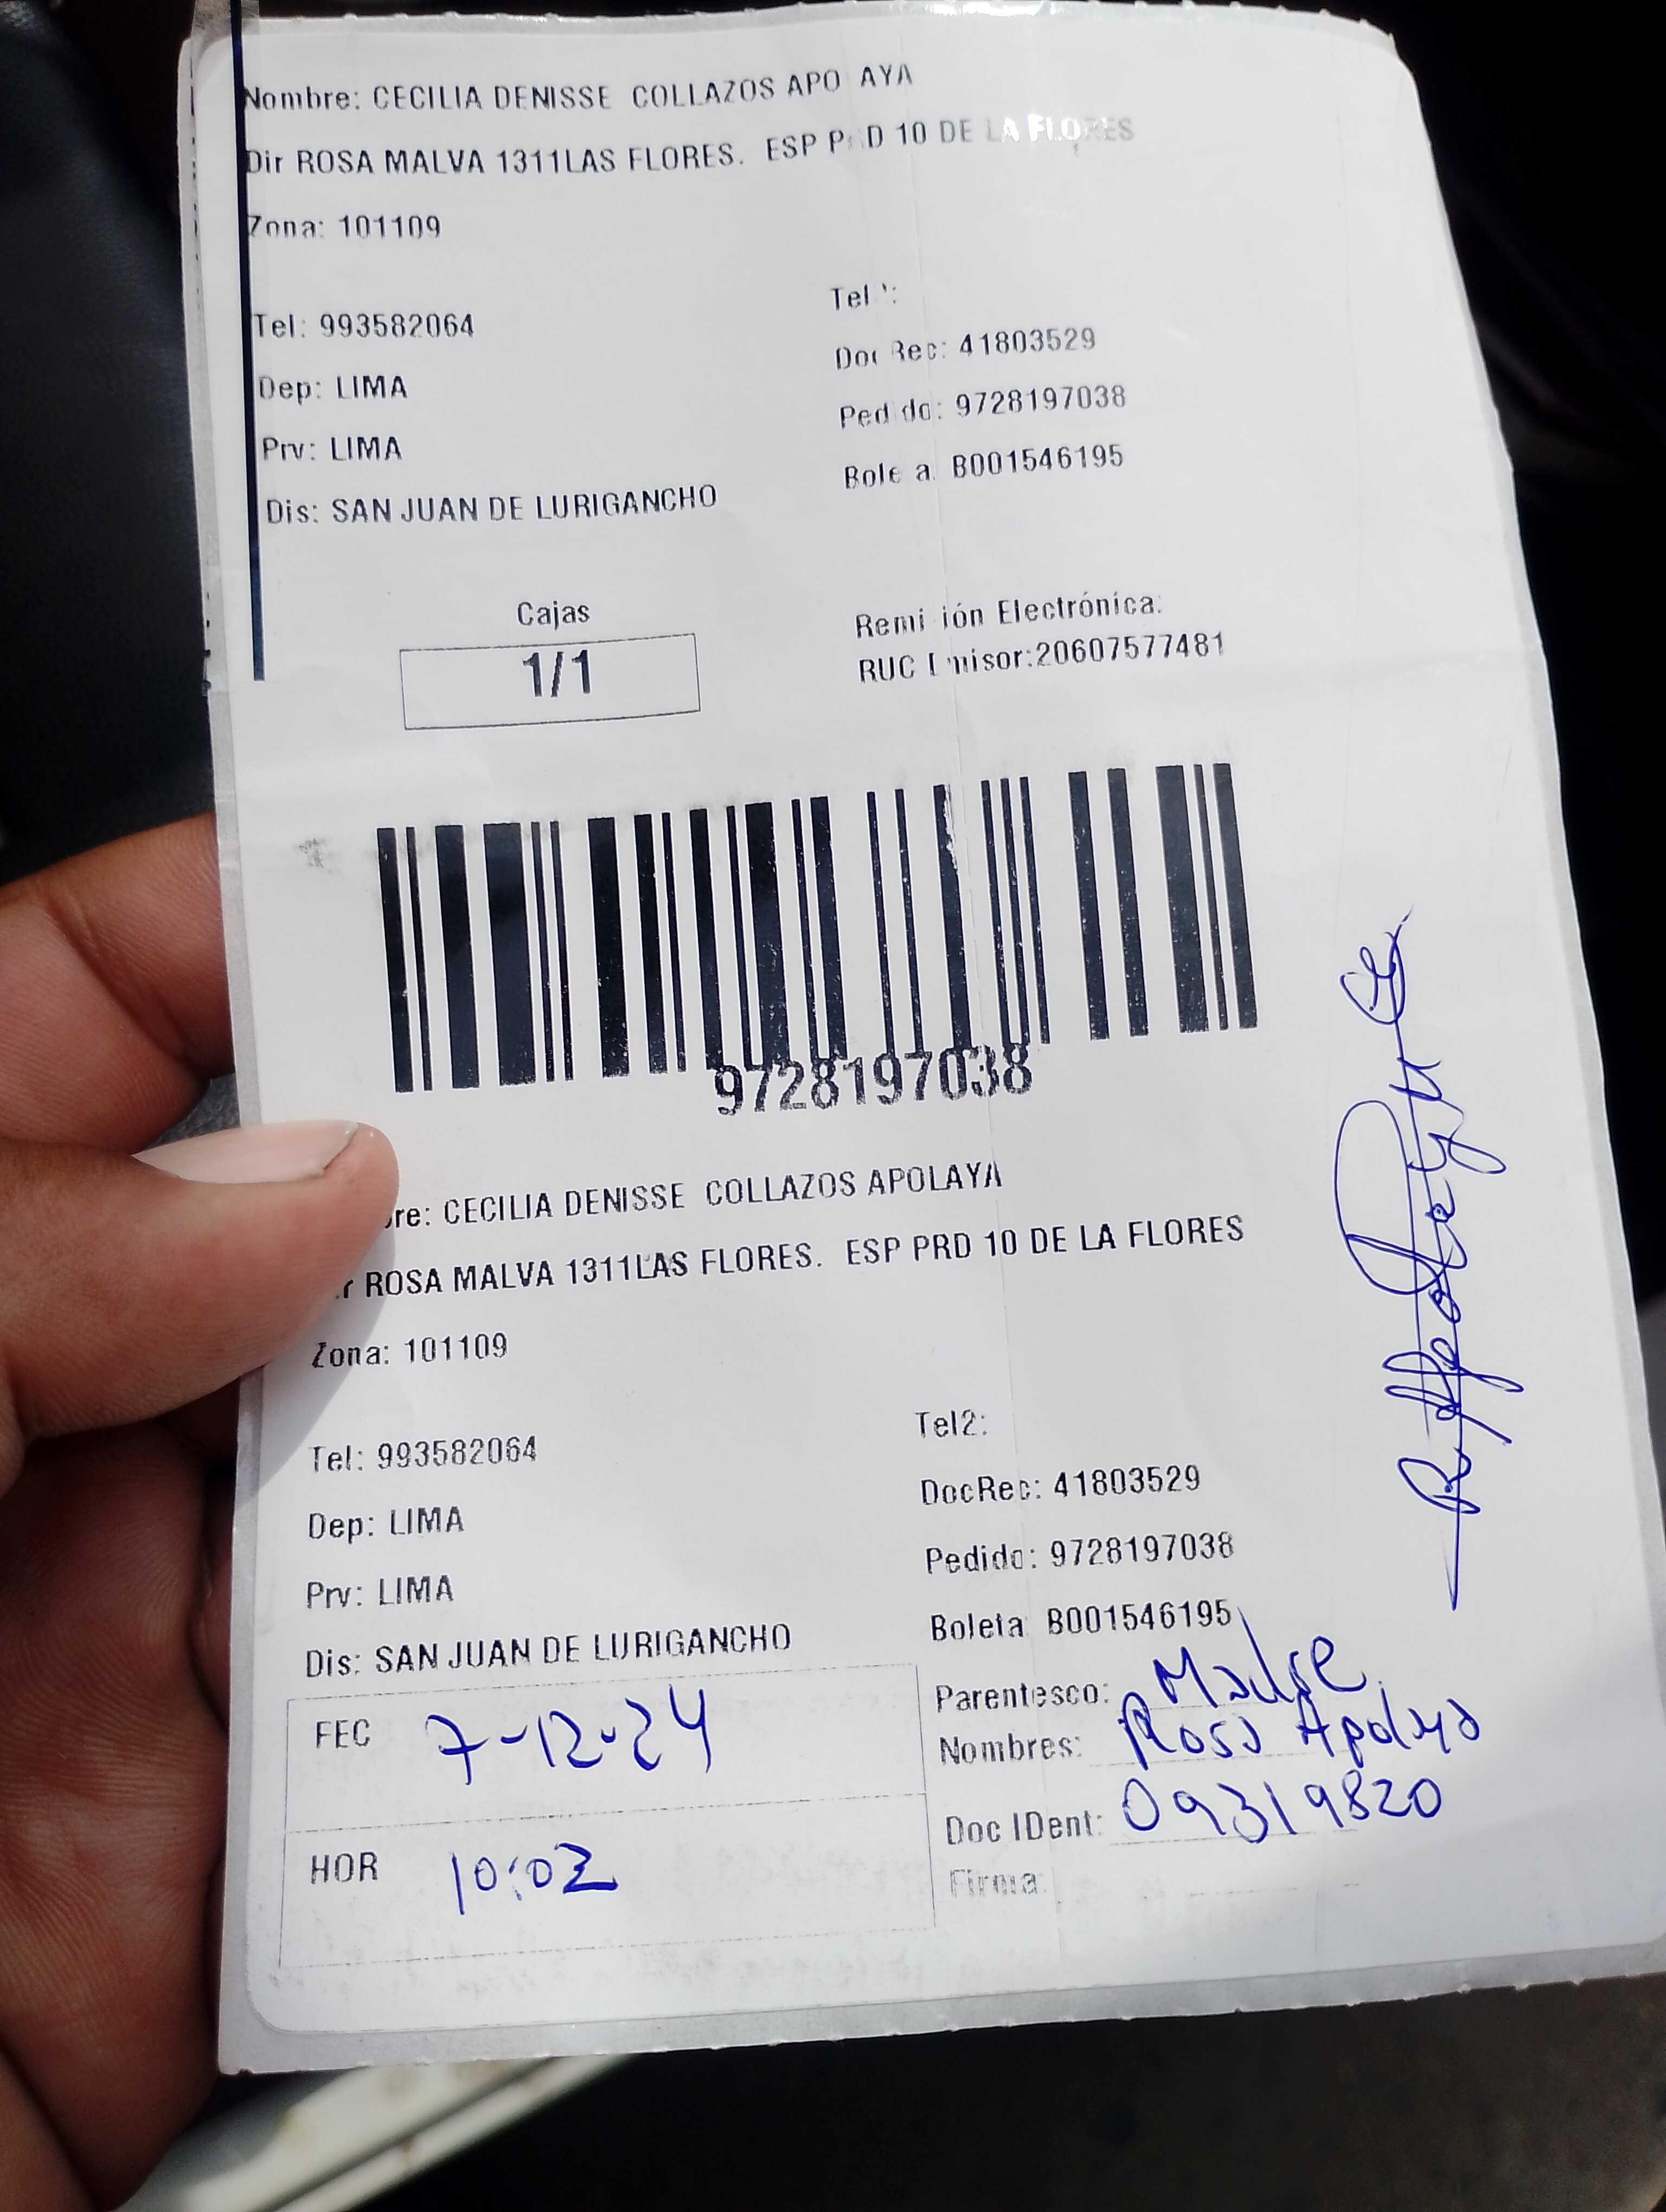 Nombre: CECILIA DENISSE COLLAZOS APO AYA
Dir ROSA MALVA 1311LAS FLORES. ESP P D 10 DE LA FLORES
Zona: 101109
Tel:
Tel: 993582064
Doc Rec: 41803529
Dep: LIMA
Pedido: 9728197038
Prv: LIMA
Bole a B001546195
Dis: SAN JUAN DE LURIGANCHO
Cajas
1/1
Remi ión Electrónica:
RUC Emisor:20607577481
9728197038
re: CECILIA DENISSE COLLAZOS APOLAYA
r ROSA MALVA 1311LAS FLORES. ESP PRD 10 DE LA FLORES
Zona: 101109
Tel2:
Tel: 993582064
DocRec: 41803529
Dep: LIMA
Pedido: 9728197038
Prv: LIMA
Boleta B001546195
Dis: SAN JUAN DE LURIGANCHO
Parentesco: Madre
FEC 7-12-24
Nombres: Rosa Apolaya
Doc IDent: 09319820
HOR 10:02
Firma: